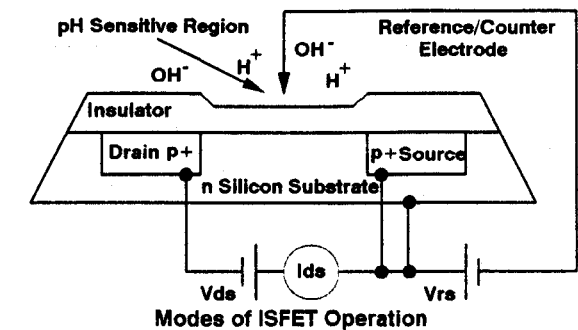 pH Sensitive Region
Reference/Counter
Electrode
OH-
H+
OH-
H+
Insulator
Drain p+
p+Source
n Silicon Substrate
Vds
Ids
Vrs
Modes of ISFET Operation